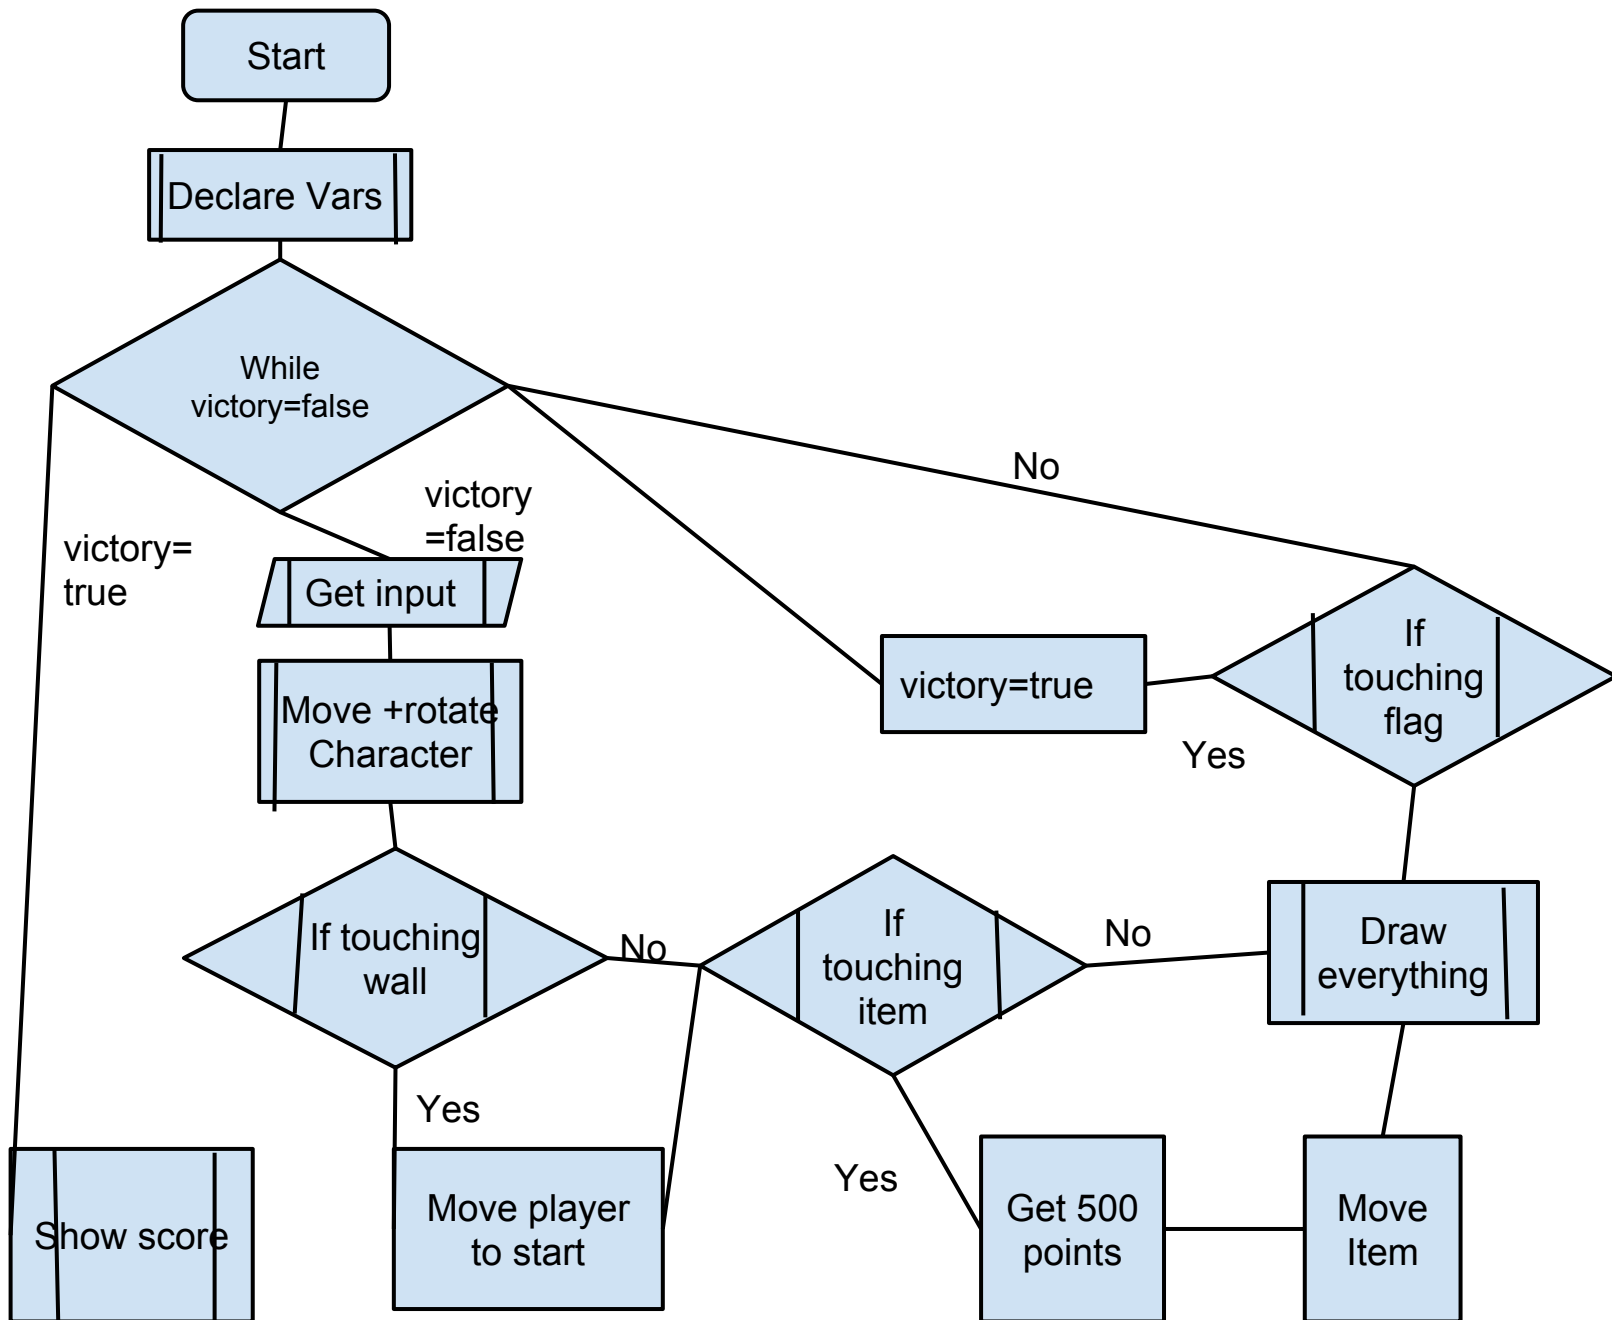 Start
Declare Vars
While
victory=false
No
victory
=false
victory=
true
Get input
Move +rotate
Character
victory=true
If
touching
flag
Yes
If touching
wall
No
If
touching
item
No
Draw
everything
Yes
Yes
Show score
Move player
to start
Get 500
points
Move
Item